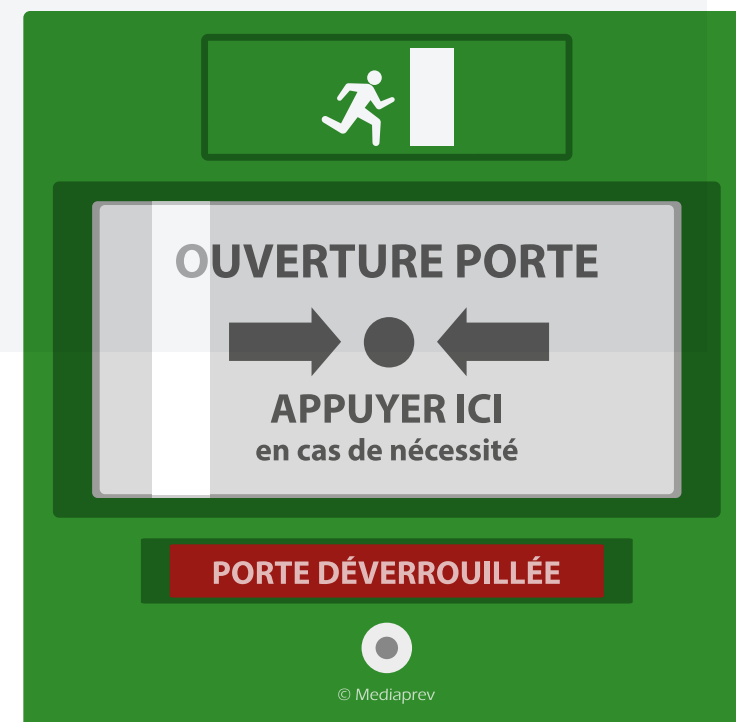 OUVERTURE PORTE
APPUYER ICI
en cas de nécessité
PORTE DÉVERROUILLÉE
© Mediaprev